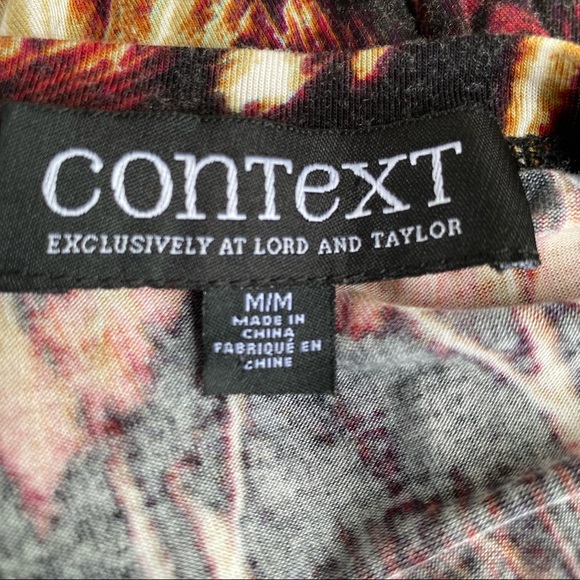 CONTEXT
EXCLUSIVELY AT LORD AND TAYLOR
M/M
MADE IN
CHINA
FABRIQUÉ EN
CHINE